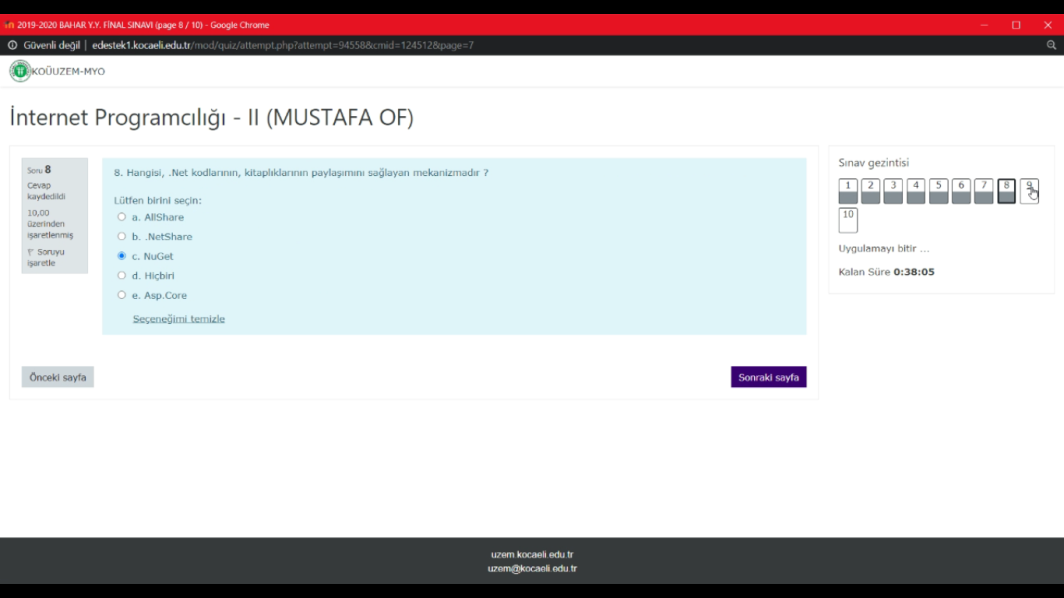 2019-2020 BAHAR Y.Y. FİNAL SINAVI (page 8 / 10) - Google Chrome
Güvenli değil | edestek1.kocaeli.edu.tr/mod/quiz/attempt.php?attempt=94558&cmid=124512&page=7
KOÜUZEM-MYO
İnternet Programcılığı - II (MUSTAFA OF)
Soru 8
Cevap
kaydedildi
10,00
üzerinden
işaretlenmiş
Soruyu
işaretle
8. Hangisi, .Net kodlarının, kitaplıklarının paylaşımını sağlayan mekanizmadır ?
Lütfen birini seçin:
a. AllShare
b. .NetShare
c. NuGet
d. Hiçbiri
e. Asp.Core
Seçeneğimi temizle
Önceki sayfa
Sonraki sayfa
Sınav gezintisi
1 2 3 4 5 6 7 8 9
10
Uygulamayı bitir ...
Kalan Süre 0:38:05
uzem.kocaeli.edu.tr
uzem@kocaeli.edu.tr